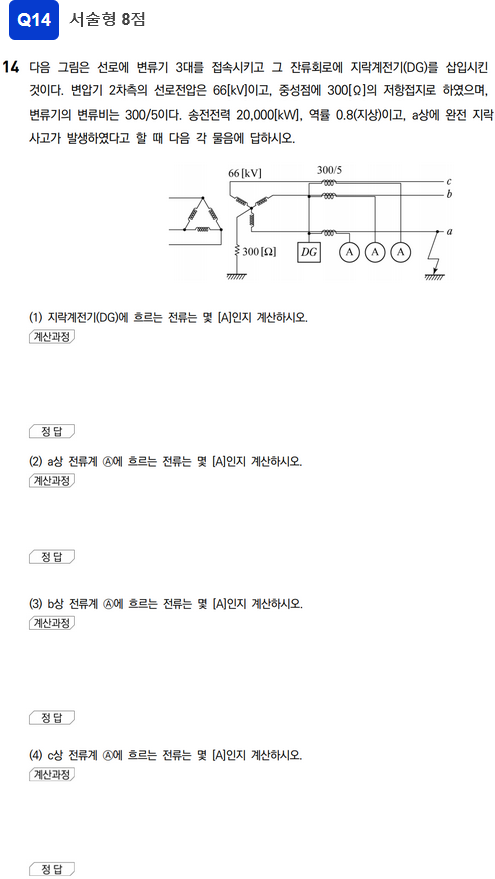 Q14 서술형 8점
14 다음 그림은 선로에 변류기 3대를 접속시키고 그 잔류회로에 지락계전기(DG)를 삽입시킨
것이다. 변압기 2차측의 선로전압은 66[kV]이고, 중성점에 300[Ω]의 저항접지로 하였으며,
변류기의 변류비는 300/5이다. 송전전력 20,000[kW], 역률 0.8(지상)이고, a상에 완전 지락
사고가 발생하였다고 할 때 다음 각 물음에 답하시오.
66[kV]
300/5
c
b
a
300[Ω]
DG
A
A
A
(1) 지락계전기(DG)에 흐르는 전류는 몇 [A]인지 계산하시오.
계산과정
정답
(2) a상 전류계 Ⓐ에 흐르는 전류는 몇 [A]인지 계산하시오.
계산과정
정답
(3) b상 전류계 Ⓐ에 흐르는 전류는 몇 [A]인지 계산하시오.
계산과정
정답
(4) c상 전류계 Ⓐ에 흐르는 전류는 몇 [A]인지 계산하시오.
계산과정
정답